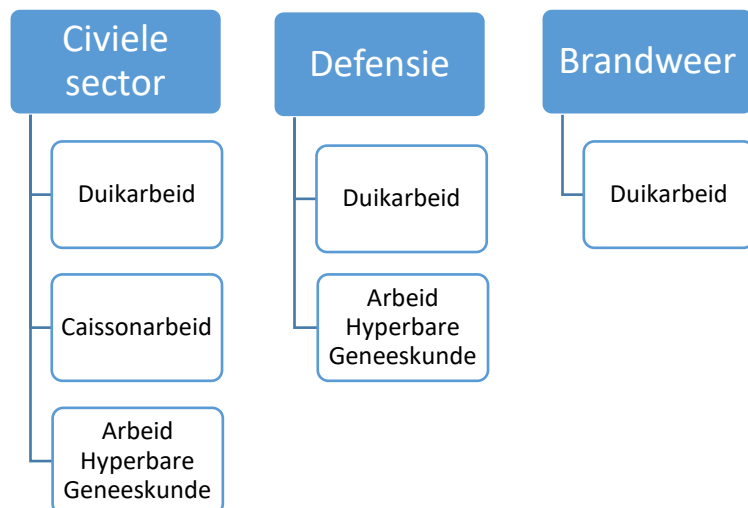 Civiele
sector
Duikarbeid
Caissonarbeid
Arbeid
Hyperbare
Geneeskunde
Defensie
Duikarbeid
Arbeid
Hyperbare
Geneeskunde
Brandweer
Duikarbeid